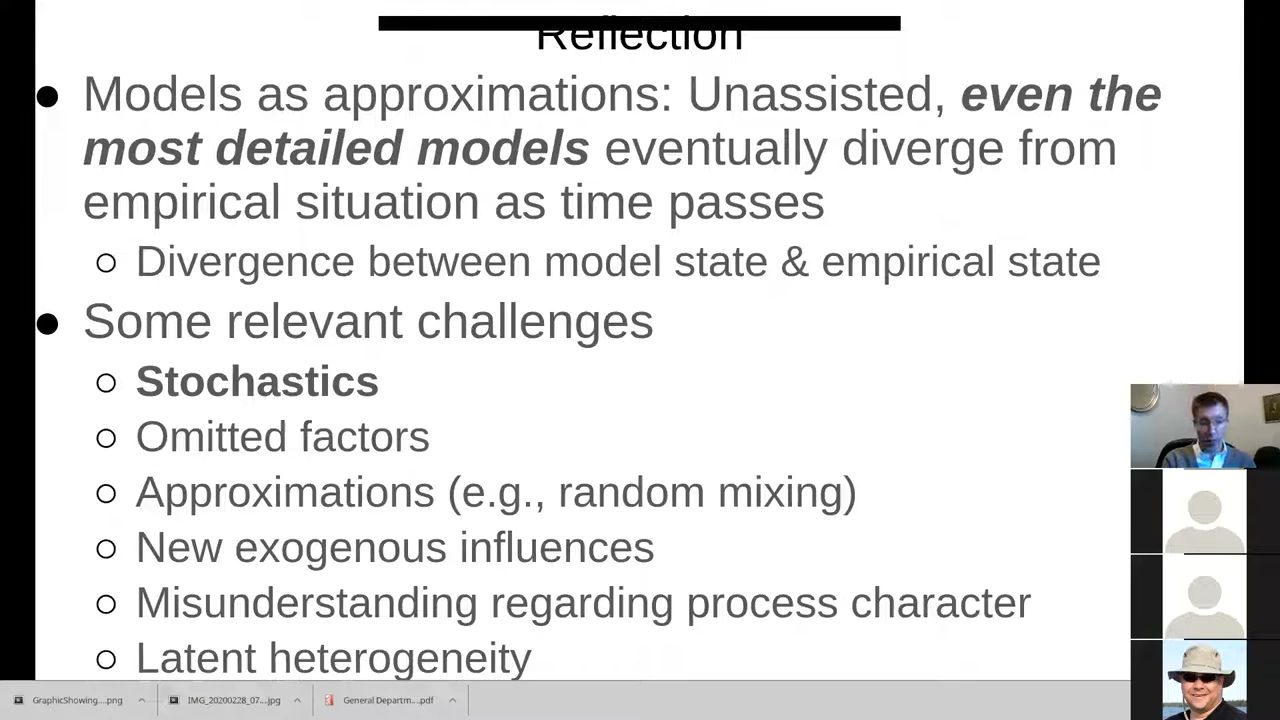 Reflection
● Models as approximations: Unassisted, even the
most detailed models eventually diverge from
empirical situation as time passes
○ Divergence between model state & empirical state
● Some relevant challenges
○ Stochastics
○ Omitted factors
○ Approximations (e.g., random mixing)
○ New exogenous influences
○ Misunderstanding regarding process character
○ Latent heterogeneity
GraphicShowing....png
IMG_20200228_07...jpg
General Departm...pdf